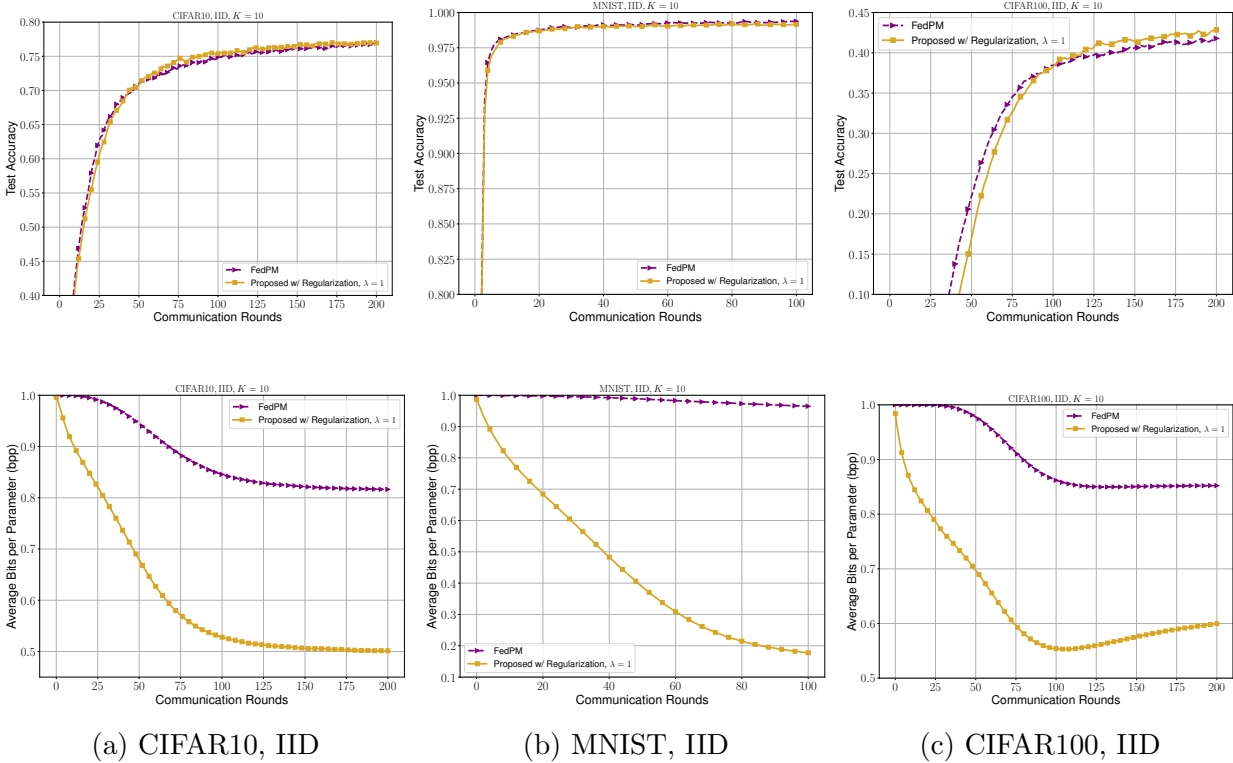 CIFAR10, IID, K = 10
0.80
0.75
0.70
0.65
0.60
0.55
0.50
0.45
0.40
Test Accuracy
FedPM
Proposed w/ Regularization, λ = 1
0 25 50 75 100 125 150 175 200
Communication Rounds
MNIST, IID, K = 10
1.000
0.975
0.950
0.925
0.900
0.875
0.850
0.825
0.800
Test Accuracy
FedPM
Proposed w/ Regularization, λ = 1
0 20 40 60 80 100
Communication Rounds
CIFAR100, IID, K = 10
0.45
0.40
0.35
0.30
0.25
0.20
0.15
0.10
Test Accuracy
FedPM
Proposed w/ Regularization, λ = 1
0 25 50 75 100 125 150 175 200
Communication Rounds
CIFAR10, IID, K = 10
1.0
0.9
0.8
0.7
0.6
0.5
Average Bits per Parameter (bpp)
FedPM
Proposed w/ Regularization, λ = 1
0 25 50 75 100 125 150 175 200
Communication Rounds
MNIST, IID, K = 10
1.0
0.9
0.8
0.7
0.6
0.5
0.4
0.3
0.2
0.1
Average Bits per Parameter (bpp)
FedPM
Proposed w/ Regularization, λ = 1
0 20 40 60 80 100
Communication Rounds
CIFAR100, IID, K = 10
1.0
0.9
0.8
0.7
0.6
0.5
Average Bits per Parameter (bpp)
FedPM
Proposed w/ Regularization, λ = 1
0 25 50 75 100 125 150 175 200
Communication Rounds
(a) CIFAR10, IID
(b) MNIST, IID
(c) CIFAR100, IID